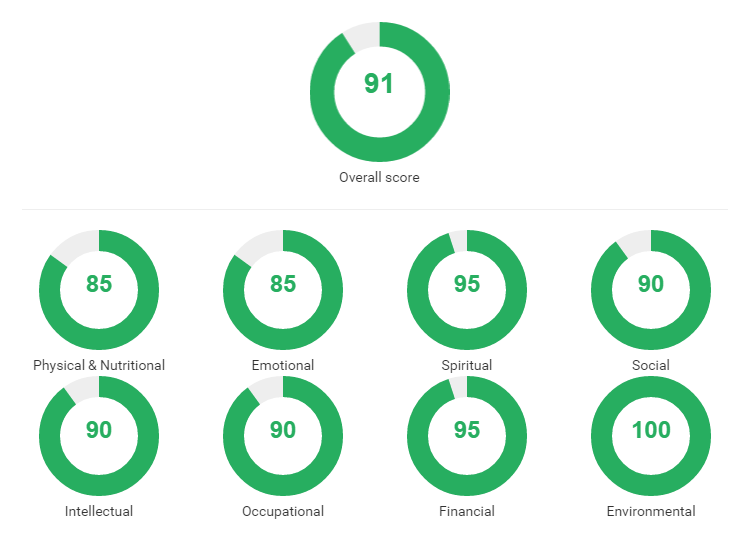 91
Overall score
85
85
95
90
Physical & Nutritional
Emotional
Spiritual
Social
90
90
95
100
Intellectual
Occupational
Financial
Environmental